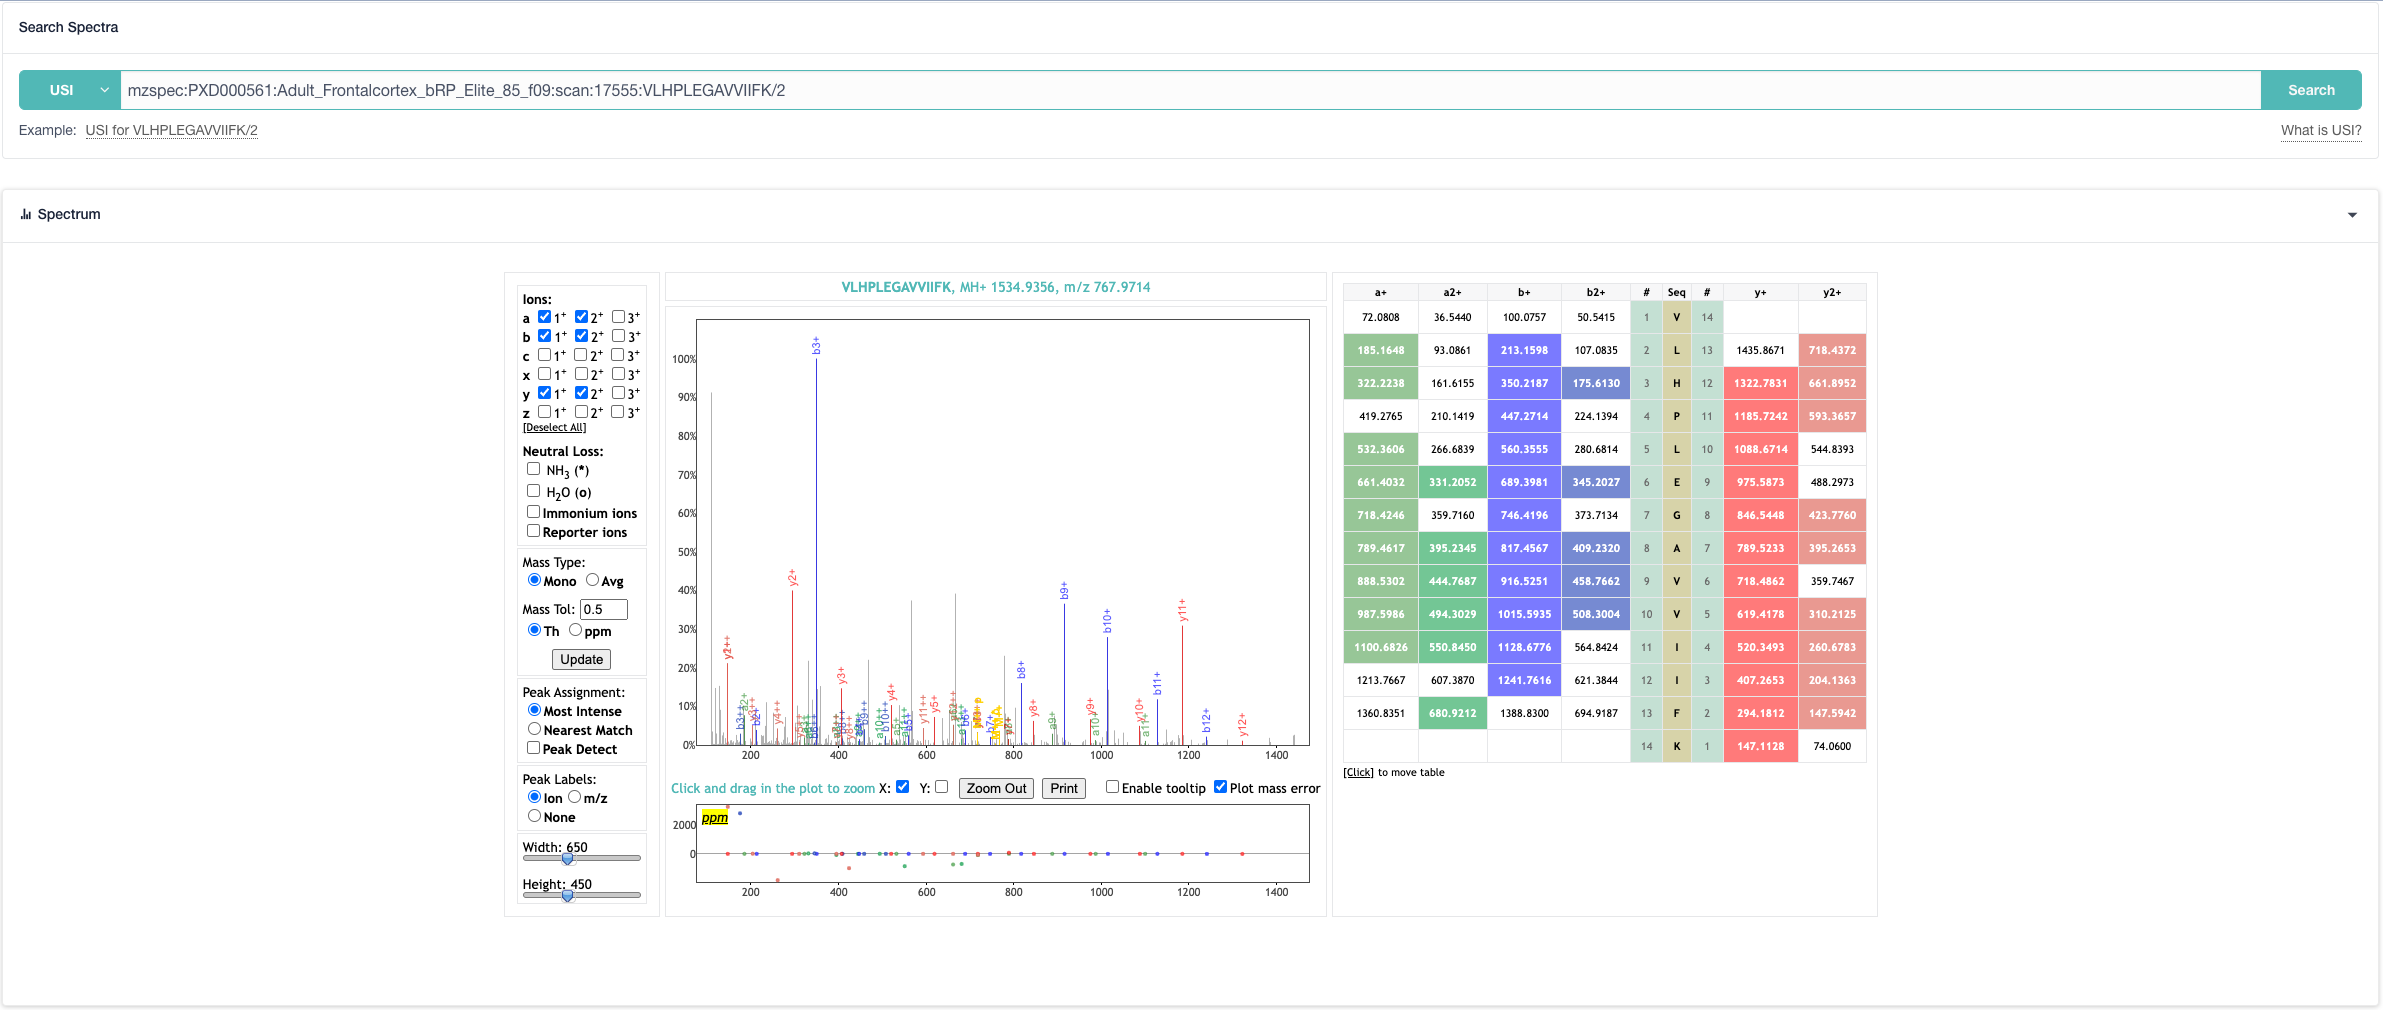 Search Spectra
USI mzspec:PXD000561:Adult_Frontalcortex_bRP_Elite_85_f09:scan:17555:VLHPLEGAVVIIFK/2 Search
Example: USI for VLHPLEGAVVIIFK/2 What is USI?
Spectrum
Ions:
a 1+ 2+ 3+
b 1+ 2+ 3+
c 1+ 2+ 3+
x 1+ 2+ 3+
y 1+ 2+ 3+
z 1+ 2+ 3+
[Deselect All]
Neutral Loss:
NH3 (*)
H2O (o)
Immonium ions
Reporter ions
Mass Type:
Mono Avg
Mass Tol: 0.5
Th ppm
Update
Peak Assignment:
Most Intense
Nearest Match
Peak Detect
Peak Labels:
Ion m/z
None
Width: 650
Height: 450
VLHPLEGAVVIIFK, MH+ 1534.9356, m/z 767.9714
100%
90%
80%
70%
60%
50%
40%
30%
20%
10%
0%
b3+
y2+
b9+
y11+
b10+
b8+
b11+
y3+
y4+
y5+
y11++
y8+
y9+
y10+
a9+
a10+
a11+
b12+
y12+
b7+
a2+
b2+
b3++
y4++
b9++
b10++
a10++
200 400 600 800 1000 1200 1400
Click and drag in the plot to zoom X: Y: Zoom Out Print Enable tooltip Plot mass error
ppm
2000
0
200 400 600 800 1000 1200 1400
a+ a2+ b+ b2+ # Seq # y+ y2+
72.0808 36.5440 100.0757 50.5415 1 V 14
185.1648 93.0861 213.1598 107.0835 2 L 13 1435.8671 718.4372
322.2238 161.6155 350.2187 175.6130 3 H 12 1322.7831 661.8952
419.2765 210.1419 447.2714 224.1394 4 P 11 1185.7242 593.3657
532.3606 266.6839 560.3555 280.6814 5 L 10 1088.6714 544.8393
661.4032 331.2052 689.3981 345.2027 6 E 9 975.5873 488.2973
718.4246 359.7160 746.4196 373.7134 7 G 8 846.5448 423.7760
789.4617 395.2345 817.4567 409.2320 8 A 7 789.5233 395.2653
888.5302 444.7687 916.5251 458.7662 9 V 6 718.4862 359.7467
987.5986 494.3029 1015.5935 508.3004 10 V 5 619.4178 310.2125
1100.6826 550.8450 1128.6776 564.8424 11 I 4 520.3493 260.6783
1213.7667 607.3870 1241.7616 621.3844 12 I 3 407.2653 204.1363
1360.8351 680.9212 1388.8300 694.9187 13 F 2 294.1812 147.5942
14 K 1 147.1128 74.0600
[Click] to move table